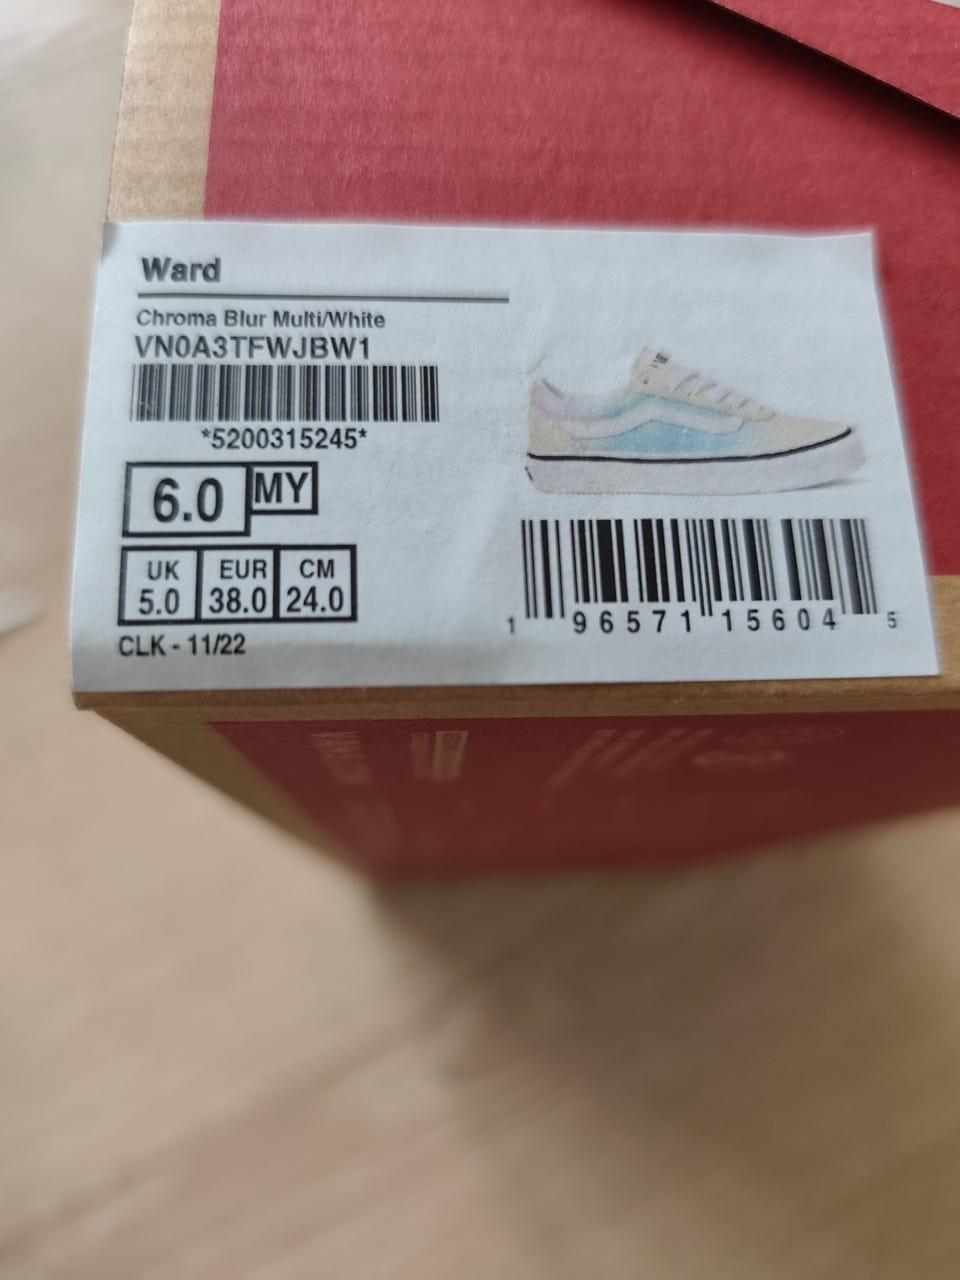 Ward
Chroma Blur Multi/White
VN0A3TFWJBW1
*5200315245*
6.0 MY
UK EUR CM
5.0 38.0 24.0
CLK - 11/22
1 96571 15604 5